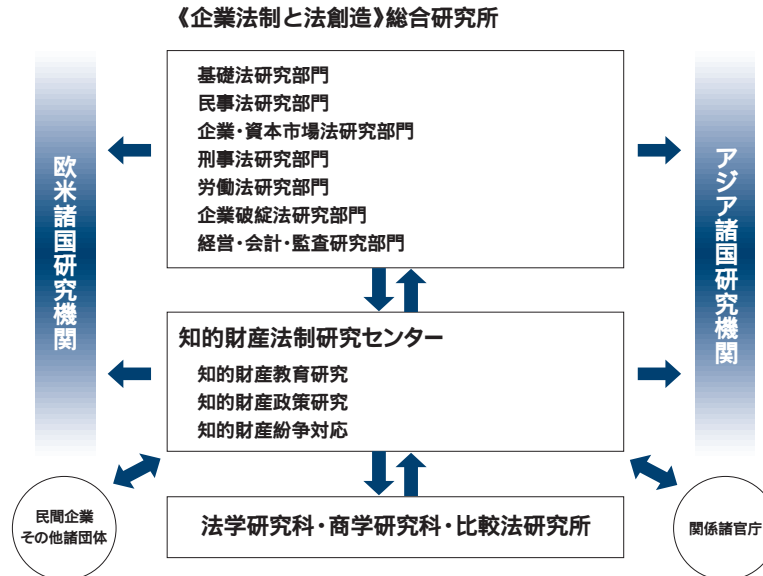 《企業法制と法創造》総合研究所
基礎法研究部門
民事法研究部門
企業・資本市場法研究部門
刑事法研究部門
労働法研究部門
企業破綻法研究部門
経営・会計・監査研究部門
欧米諸国研究機関
アジア諸国研究機関
知的財産法制研究センター
知的財産教育研究
知的財産政策研究
知的財産紛争対応
民間企業
その他諸団体
法学研究科・商学研究科・比較法研究所
関係諸官庁